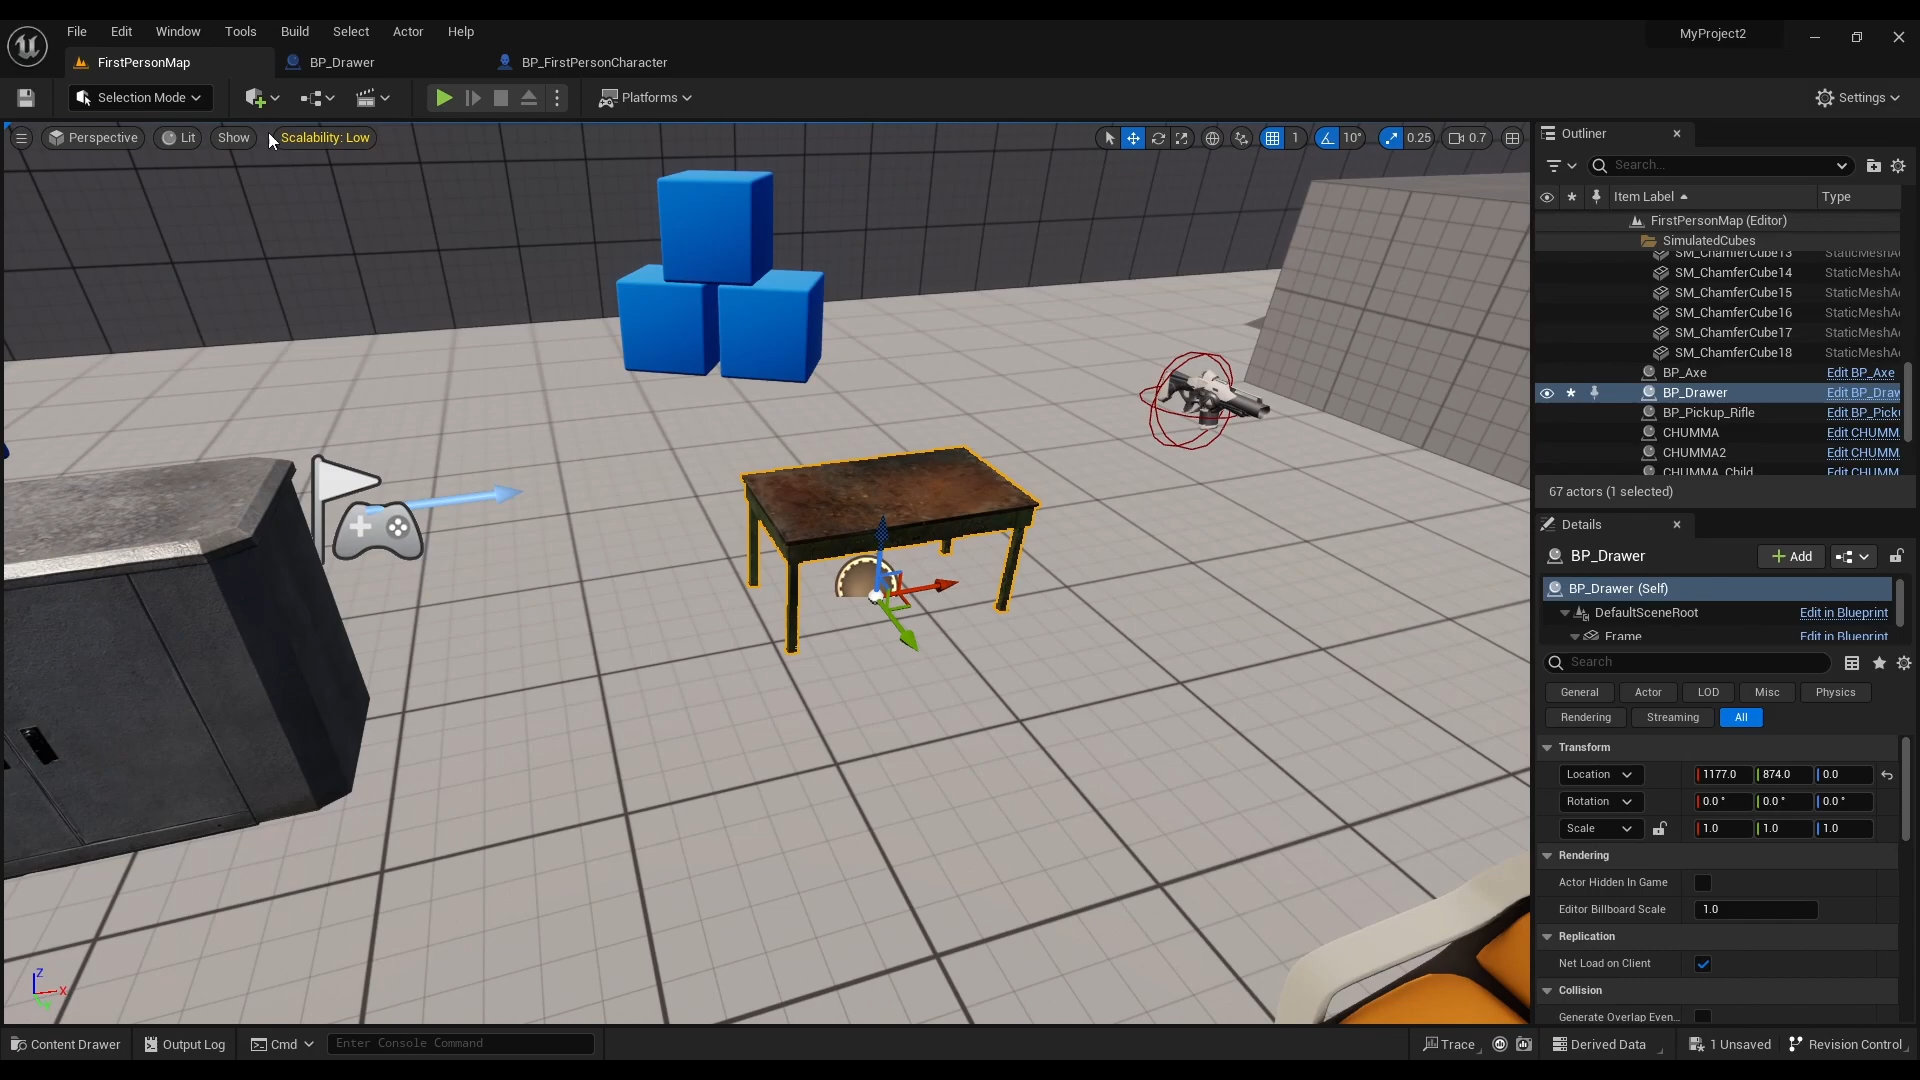 File Edit Window Tools Build Select Actor Help
MyProject2
FirstPersonMap
BP_Drawer
BP_FirstPersonCharacter
Selection Mode
Platforms
Settings
Perspective
Lit
Show
Scalability: Low
1
10°
0.25
0.7
Outliner
Search...
Item Label
Type
FirstPersonMap (Editor)
SimulatedCubes
SM_ChamferCube13 StaticMeshA
SM_ChamferCube14 StaticMeshA
SM_ChamferCube15 StaticMeshA
SM_ChamferCube16 StaticMeshA
SM_ChamferCube17 StaticMeshA
SM_ChamferCube18 StaticMeshA
BP_Axe Edit BP_Axe
BP_Drawer Edit BP_Draw
BP_Pickup_Rifle Edit BP_Pick
CHUMMA Edit CHUMM
CHUMMA2 Edit CHUMM
CHUMMA_Child Edit CHUMM
67 actors (1 selected)
Details
BP_Drawer
Add
BP_Drawer (Self)
DefaultSceneRoot Edit in Blueprint
Frame Edit in Blueprint
Search
General Actor LOD Misc Physics
Rendering Streaming All
Transform
Location 1177.0 874.0 0.0
Rotation 0.0 ° 0.0 ° 0.0 °
Scale 1.0 1.0 1.0
Rendering
Actor Hidden In Game
Editor Billboard Scale 1.0
Replication
Net Load on Client
Collision
Generate Overlap Even...
Z
X
Content Drawer
Output Log
Cmd
Enter Console Command
Trace
Derived Data
1 Unsaved
Revision Control